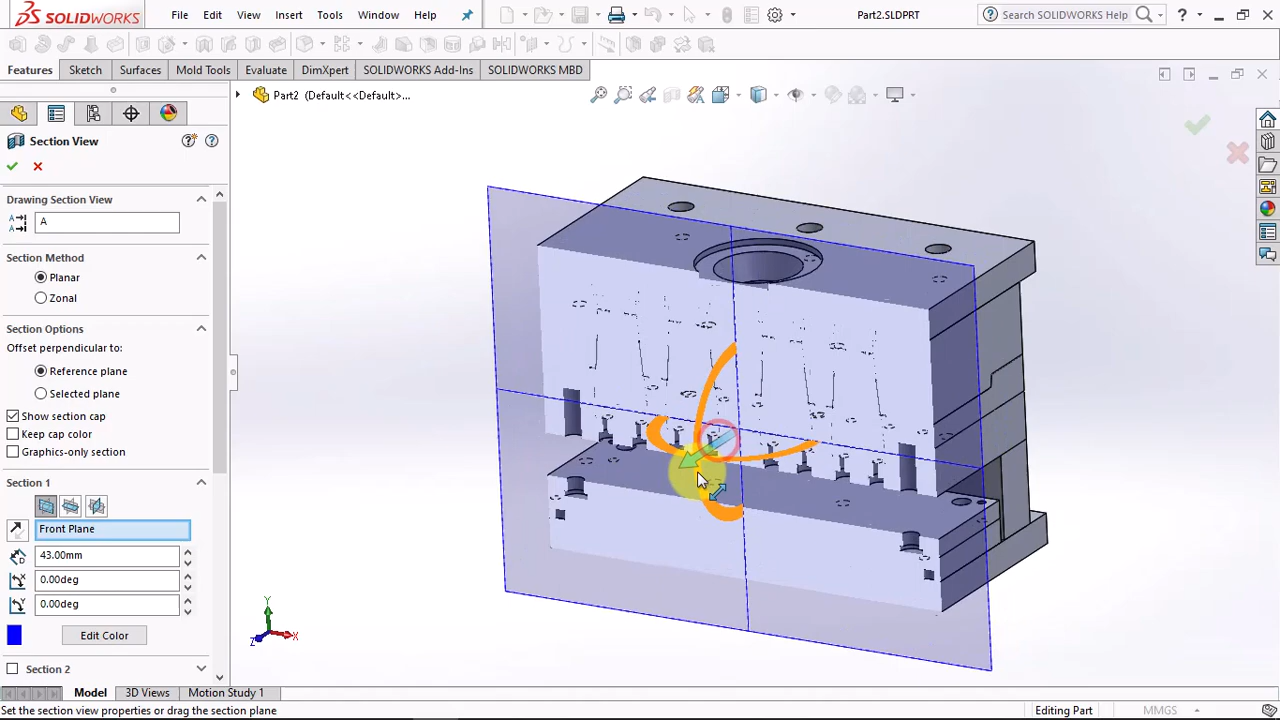 SOLIDWORKS File Edit View Insert Tools Window Help Part2.SLDPRT Search SOLIDWORKS Help ?
Features Sketch Surfaces Mold Tools Evaluate DimXpert SOLIDWORKS Add-Ins SOLIDWORKS MBD
Part2 (Default<<Default>...
Section View
Drawing Section View
A
Section Method
Planar
Zonal
Section Options
Offset perpendicular to:
Reference plane
Selected plane
Show section cap
Keep cap color
Graphics-only section
Section 1
Front Plane
43.00mm
0.00deg
0.00deg
Edit Color
Section 2
Y
X
Z
Model 3D Views Motion Study 1
Set the section view properties or drag the section plane Editing Part MMGS